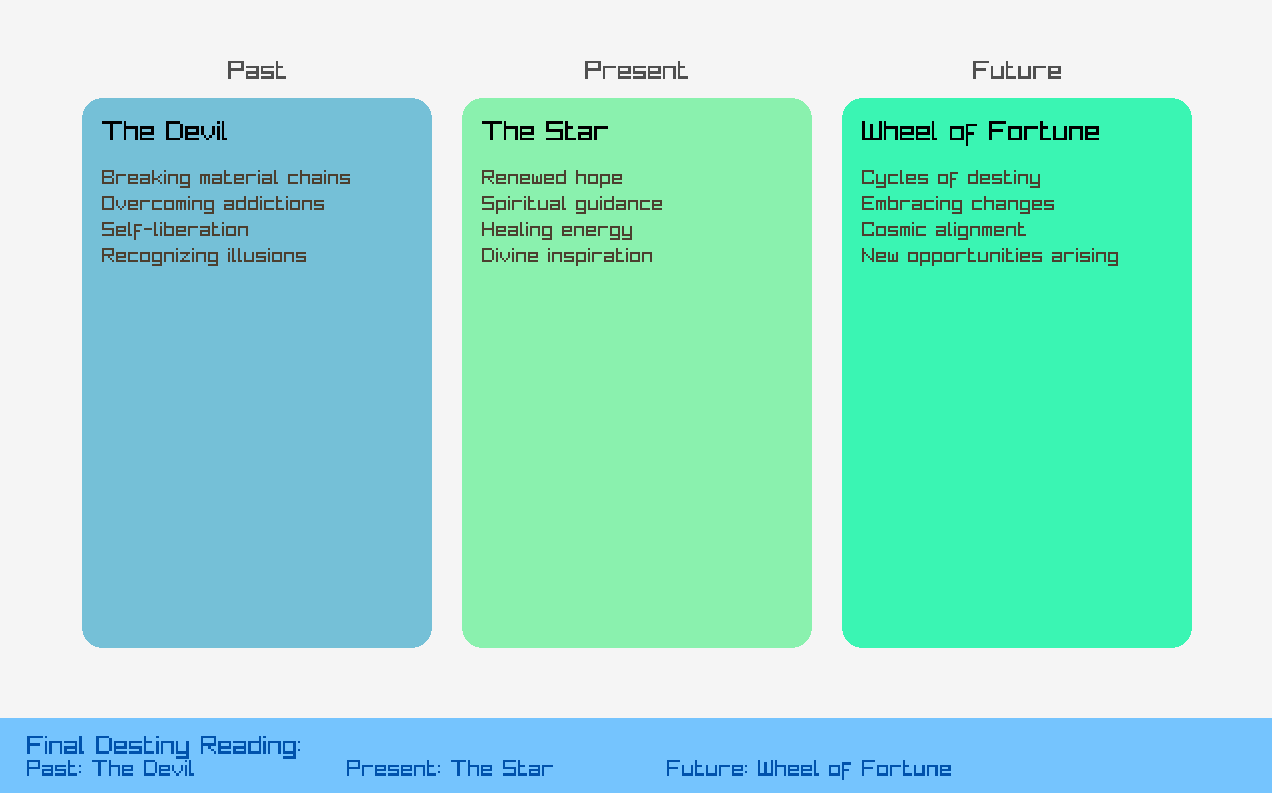 Past
The Devil
Breaking material chains
Overcoming addictions
Self-liberation
Recognizing illusions
Present
The Star
Renewed hope
Spiritual guidance
Healing energy
Divine inspiration
Future
Wheel of Fortune
Cycles of destiny
Embracing changes
Cosmic alignment
New opportunities arising
Final Destiny Reading:
Past: The Devil
Present: The Star
Future: Wheel of Fortune